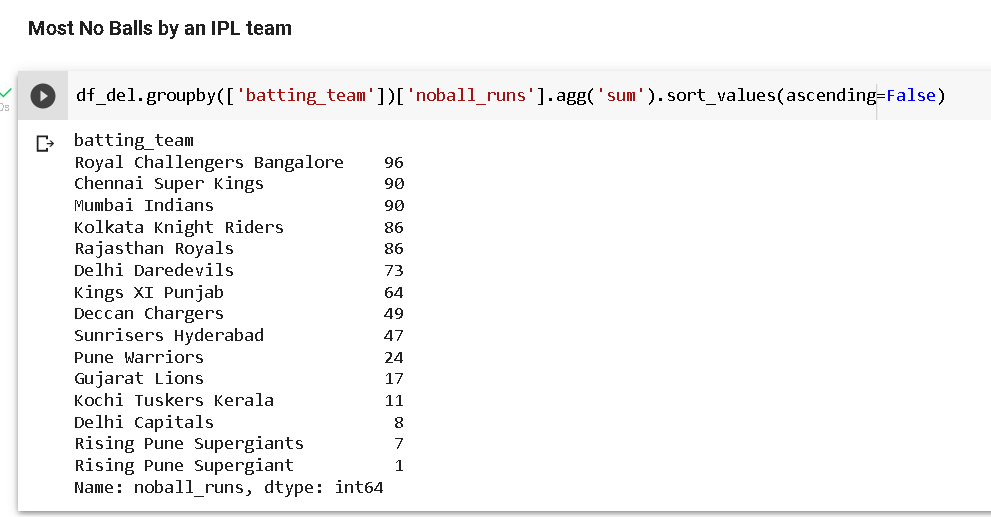 Most No Balls by an IPL team
0s
df_del.groupby(['batting_team'])['noball_runs'].agg('sum').sort_values(ascending=False)
batting_team
Royal Challengers Bangalore    96
Chennai Super Kings            90
Mumbai Indians                 90
Kolkata Knight Riders          86
Rajasthan Royals               86
Delhi Daredevils               73
Kings XI Punjab                64
Deccan Chargers                49
Sunrisers Hyderabad            47
Pune Warriors                  24
Gujarat Lions                  17
Kochi Tuskers Kerala           11
Delhi Capitals                  8
Rising Pune Supergiants         7
Rising Pune Supergiant          1
Name: noball_runs, dtype: int64